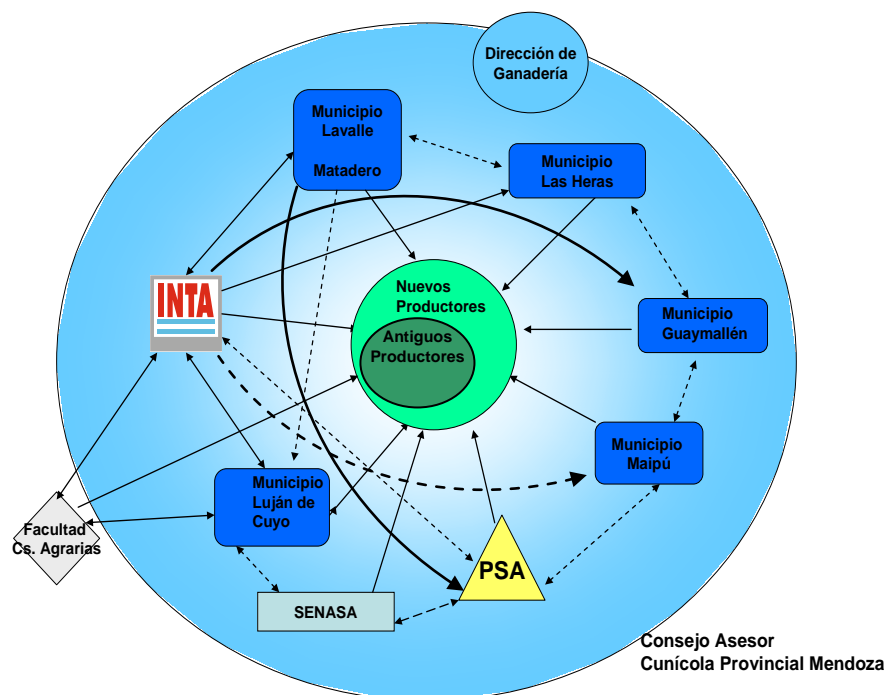 Dirección de
Ganadería
Municipio
Lavalle
Matadero
Municipio
Las Heras
INTA
Nuevos
Productores
Antiguos
Productores
Municipio
Guaymallén
Municipio
Maipú
Municipio
Luján de
Cuyo
Facultad
Cs. Agrarias
PSA
SENASA
Consejo Asesor
Cunícola Provincial Mendoza